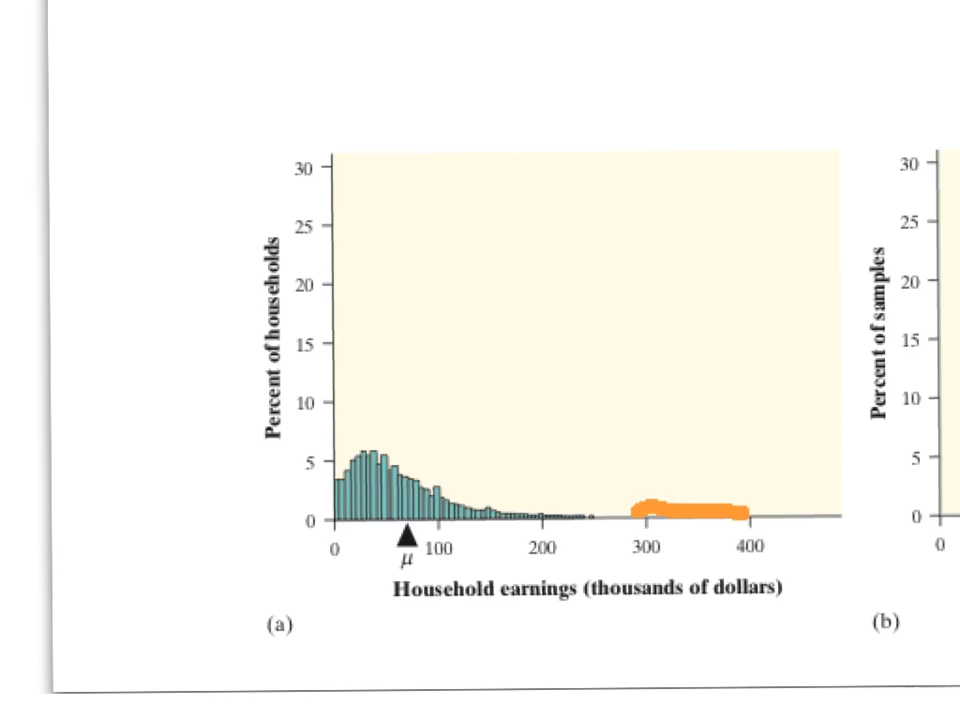 30
25
20
15
10
5
0
Percent of households
0 100 200 300 400
μ
Household earnings (thousands of dollars)
(a)
30
25
20
15
10
5
0
Percent of samples
0
(b)